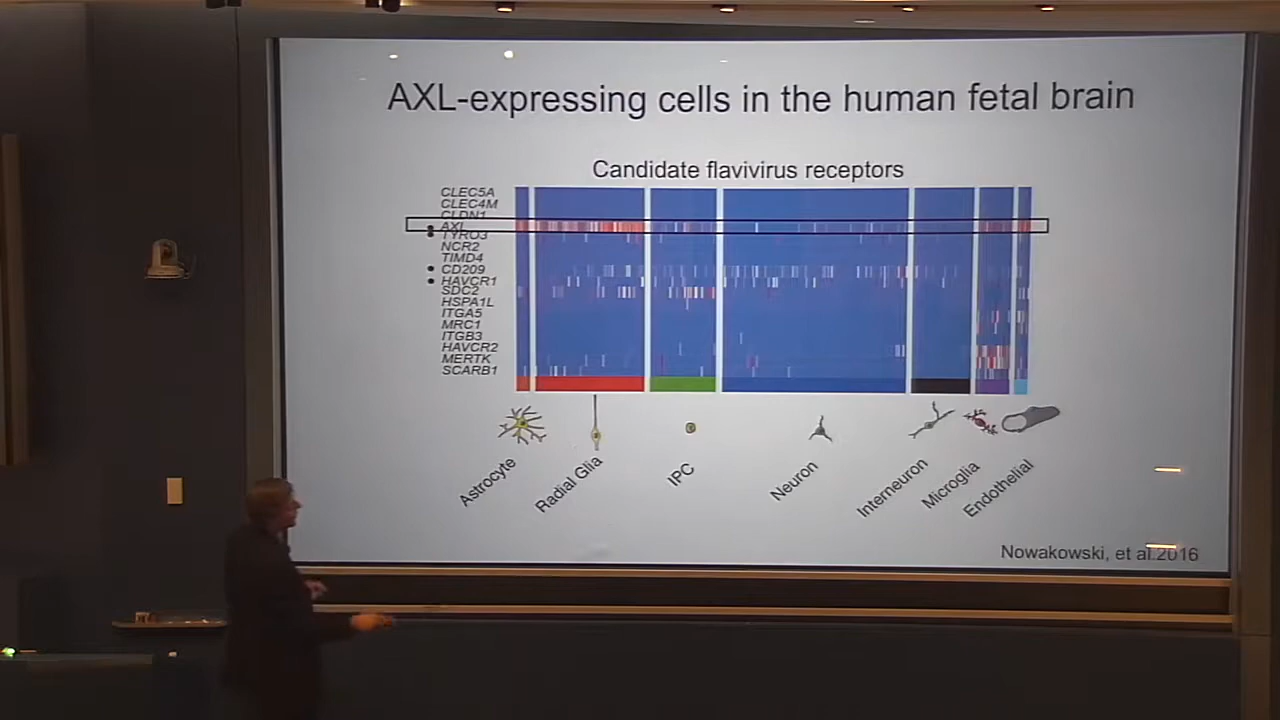 AXL-expressing cells in the human fetal brain
Candidate flavivirus receptors
CLEC5A
CLEC4M
CLDN1
AXL
TYRO3
NCR2
TIMD4
CD209
HAVCR1
SDC2
HSPA1L
ITGA5
MRC1
ITGB3
HAVCR2
MERTK
SCARB1
Astrocyte
Radial Glia
IPC
Neuron
Interneuron
Microglia
Endothelial
Nowakowski, et al.2016